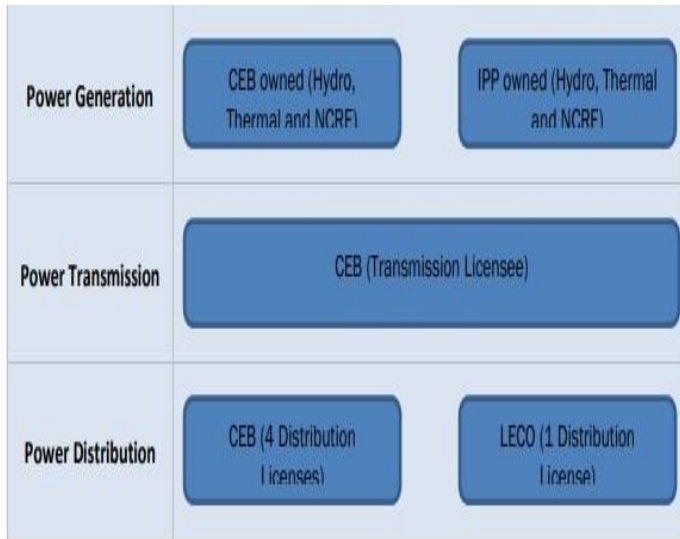 Power Generation
CEB owned (Hydro,
Thermal and NCRE)
IPP owned (Hydro, Thermal
and NCRE)
Power Transmission
CEB (Transmission Licensee)
Power Distribution
CEB (4 Distribution
Licenses)
LECO (1 Distribution
License)